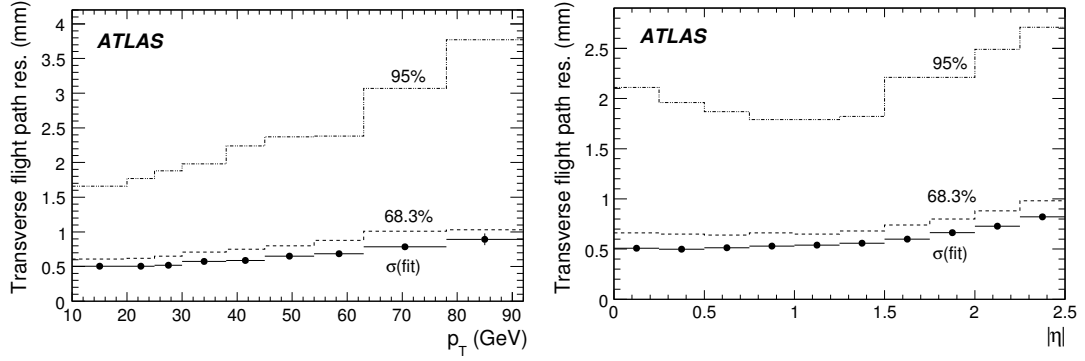 Transverse flight path res. (mm)
4
3.5
3
2.5
2
1.5
1
0.5
0
ATLAS
95%
68.3%
σ(fit)
10 20 30 40 50 60 70 80 90
p_T (GeV)
Transverse flight path res. (mm)
2.5
2
1.5
1
0.5
0
ATLAS
95%
68.3%
σ(fit)
0 0.5 1 1.5 2 2.5
|η|